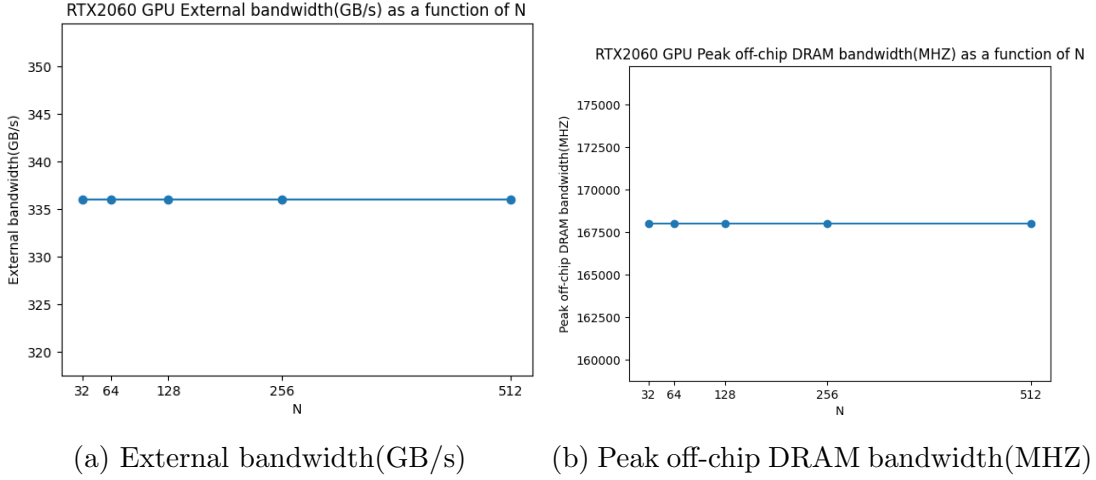 RTX2060 GPU External bandwidth(GB/s) as a function of N
External bandwidth(GB/s)
350
345
340
335
330
325
320
32 64 128 256 512
N
(a) External bandwidth(GB/s)
RTX2060 GPU Peak off-chip DRAM bandwidth(MHZ) as a function of N
Peak off-chip DRAM bandwidth(MHZ)
175000
172500
170000
167500
165000
162500
160000
32 64 128 256 512
N
(b) Peak off-chip DRAM bandwidth(MHZ)